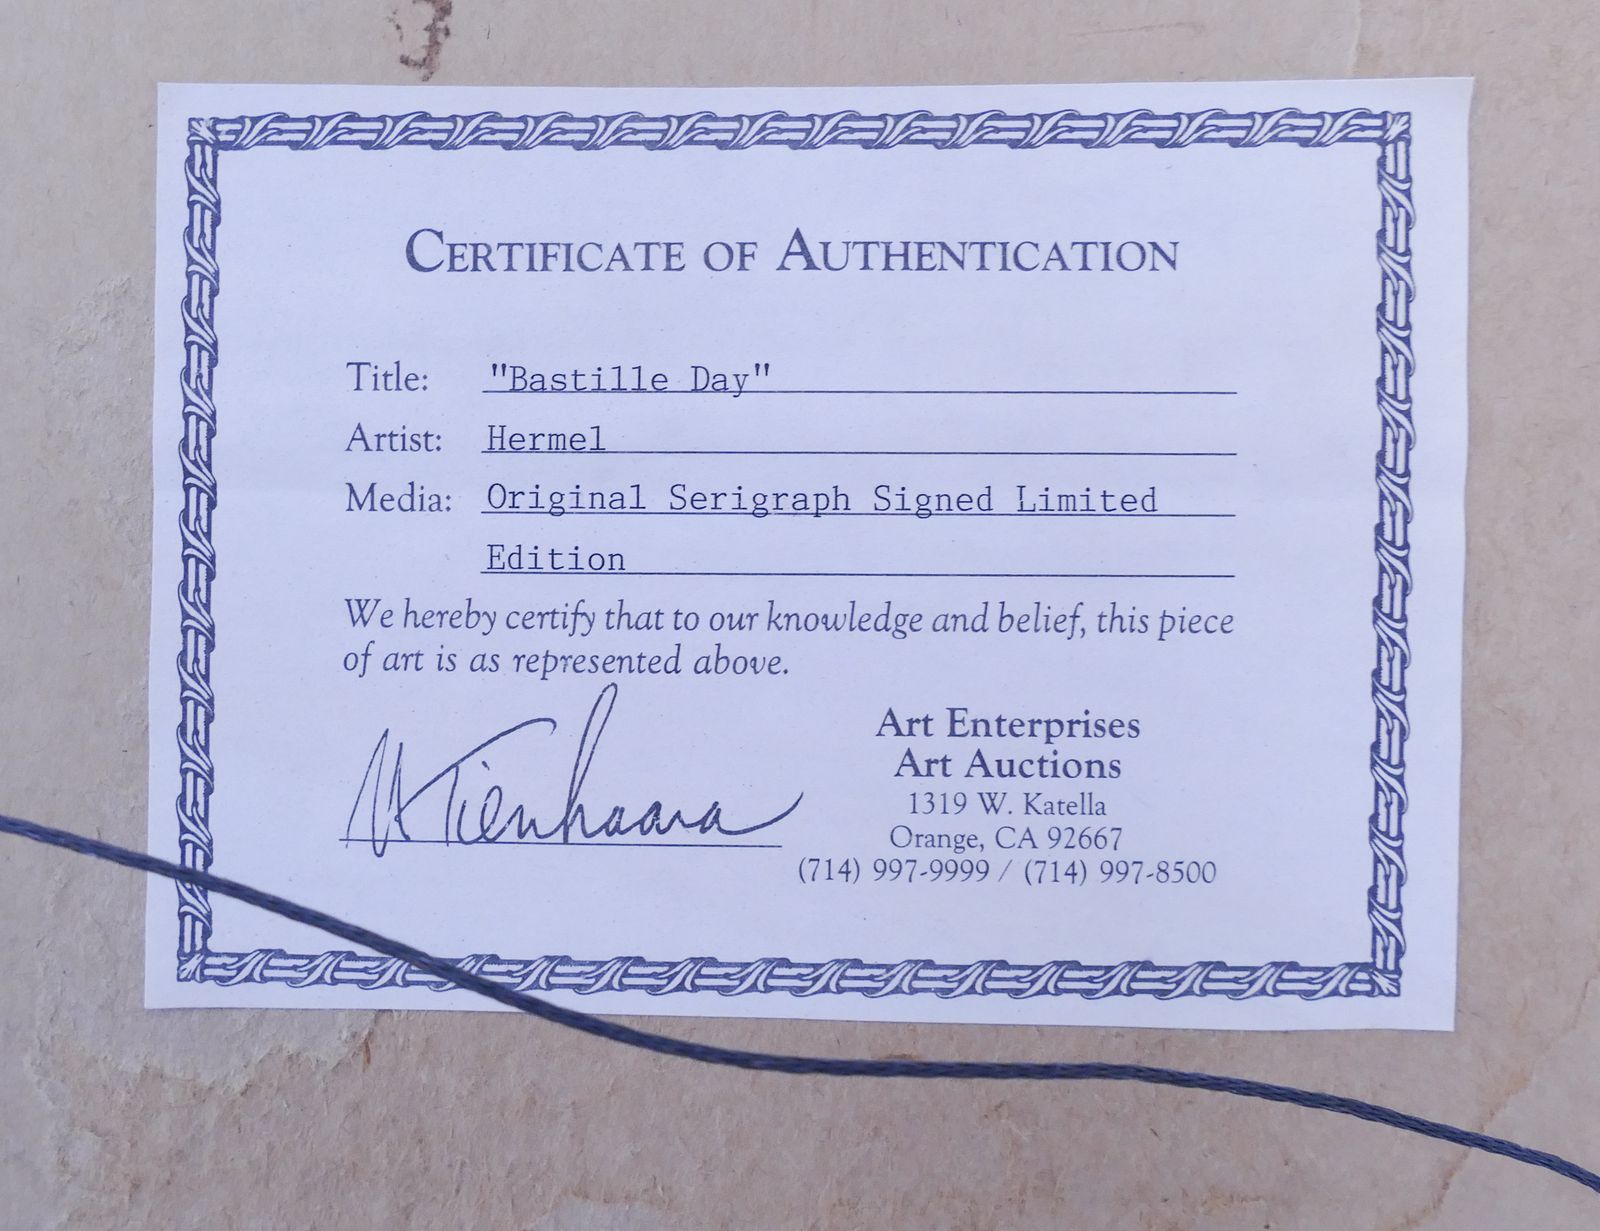 CERTIFICATE OF AUTHENTICATION
Title: "Bastille Day"
Artist: Hermel
Media: Original Serigraph Signed Limited
Edition
We hereby certify that to our knowledge and belief, this piece
of art is as represented above.
Tienhaara
Art Enterprises
Art Auctions
1319 W. Katella
Orange, CA 92667
(714) 997-9999 / (714) 997-8500